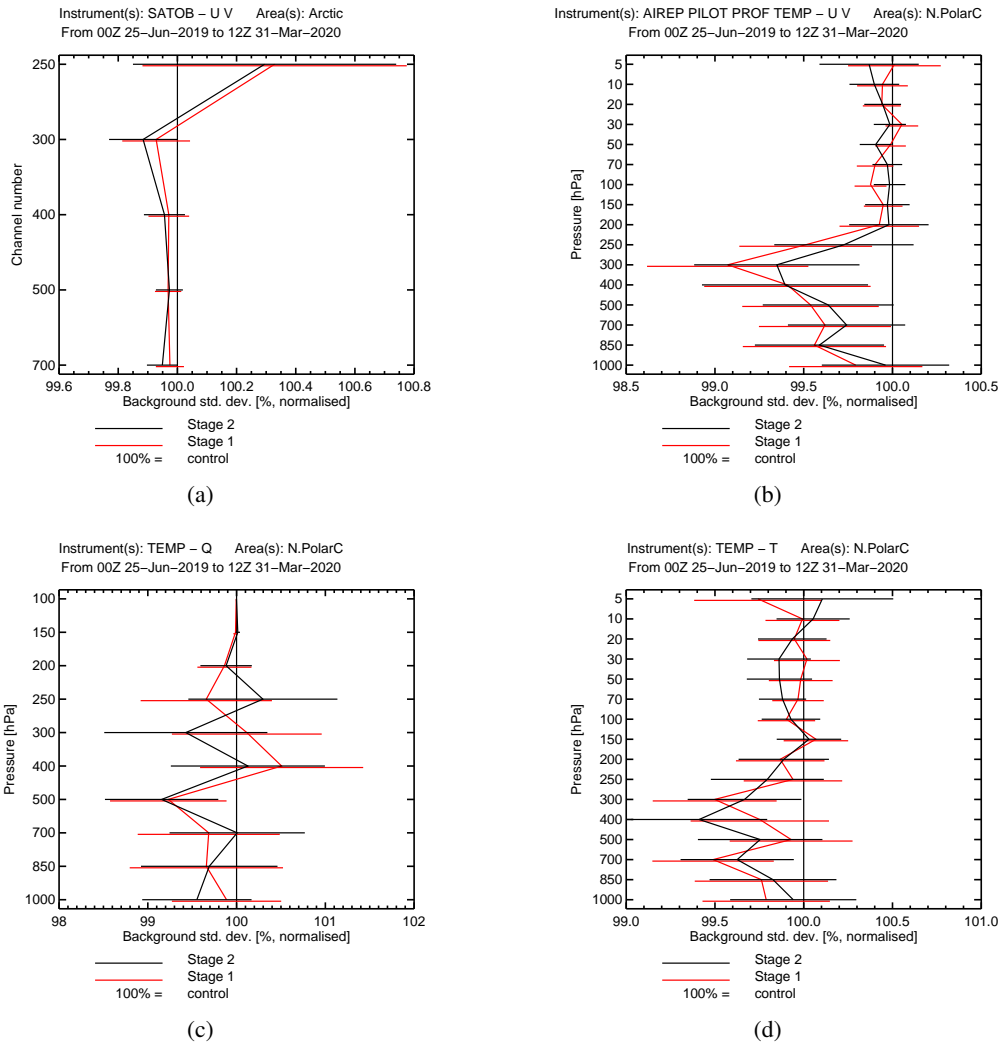 Instrument(s): SATOB − U V Area(s): Arctic
From 00Z 25−Jun−2019 to 12Z 31−Mar−2020
250
300
400
500
700
Channel number
99.6 99.8 100.0 100.2 100.4 100.6 100.8
Background std. dev. [%, normalised]
Stage 2
Stage 1
100% = control
(a)
Instrument(s): AIREP PILOT PROF TEMP − U V Area(s): N.PolarC
From 00Z 25−Jun−2019 to 12Z 31−Mar−2020
5
10
20
30
50
70
100
150
200
250
300
400
500
700
850
1000
Pressure [hPa]
98.5 99.0 99.5 100.0 100.5
Background std. dev. [%, normalised]
Stage 2
Stage 1
100% = control
(b)
Instrument(s): TEMP − Q Area(s): N.PolarC
From 00Z 25−Jun−2019 to 12Z 31−Mar−2020
100
150
200
250
300
400
500
700
850
1000
Pressure [hPa]
98 99 100 101 102
Background std. dev. [%, normalised]
Stage 2
Stage 1
100% = control
(c)
Instrument(s): TEMP − T Area(s): N.PolarC
From 00Z 25−Jun−2019 to 12Z 31−Mar−2020
5
10
20
30
50
70
100
150
200
250
300
400
500
700
850
1000
Pressure [hPa]
99.0 99.5 100.0 100.5 101.0
Background std. dev. [%, normalised]
Stage 2
Stage 1
100% = control
(d)